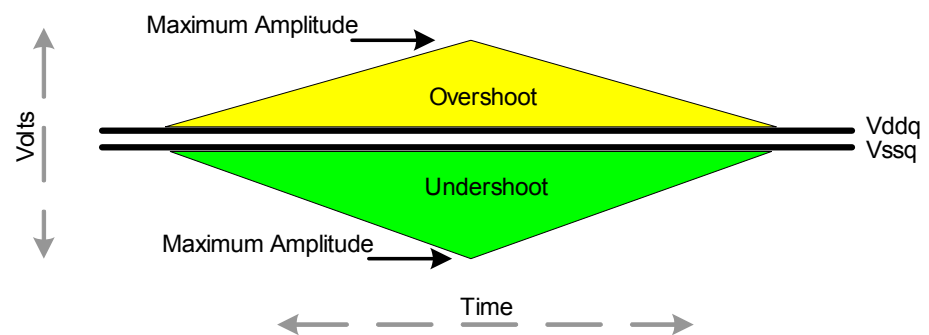 Maximum Amplitude
Overshoot
Volts
Vddq
Vssq
Undershoot
Maximum Amplitude
Time